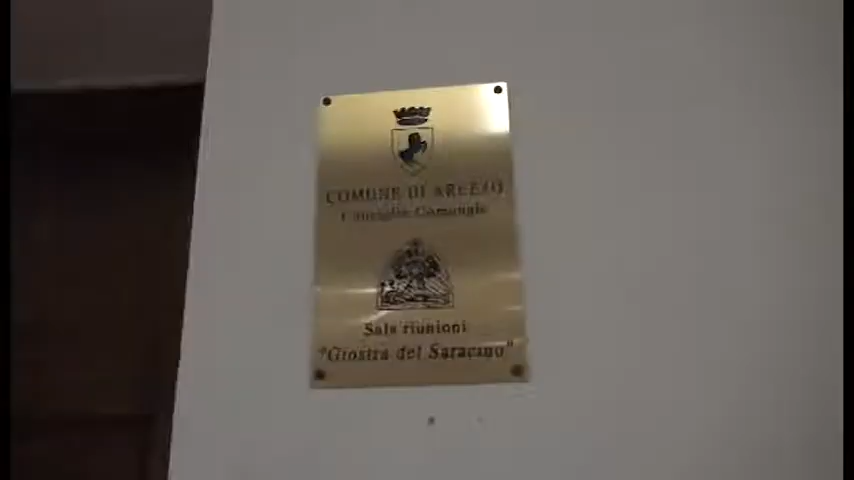 COMUNE DI AREZZO
Consiglio Comunale
Sala riunioni
"Giostra del Saracino"